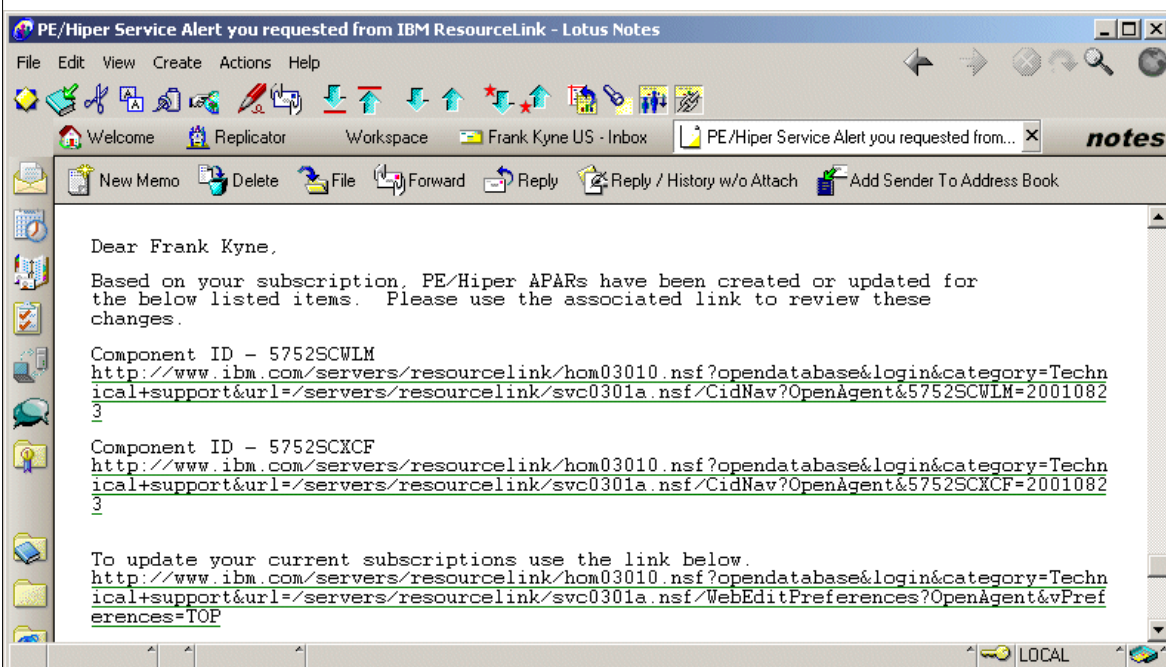 PE/Hiper Service Alert you requested from IBM ResourceLink - Lotus Notes
File Edit View Create Actions Help
Welcome Replicator Workspace Frank Kyne US - Inbox PE/Hiper Service Alert you requested from... notes
New Memo Delete File Forward Reply Reply / History w/o Attach Add Sender To Address Book
Dear Frank Kyne,
Based on your subscription, PE/Hiper APARs have been created or updated for
the below listed items.  Please use the associated link to review these
changes.
Component ID - 5752SCWLM
http://www.ibm.com/servers/resourcelink/hom03010.nsf?opendatabase&login&category=Techn
ical+support&url=/servers/resourcelink/svc0301a.nsf/CidNav?OpenAgent&5752SCWLM=2001082
3
Component ID - 5752SCXCF
http://www.ibm.com/servers/resourcelink/hom03010.nsf?opendatabase&login&category=Techn
ical+support&url=/servers/resourcelink/svc0301a.nsf/CidNav?OpenAgent&5752SCXCF=2001082
3
To update your current subscriptions use the link below.
http://www.ibm.com/servers/resourcelink/hom03010.nsf?opendatabase&login&category=Techn
ical+support&url=/servers/resourcelink/svc0301a.nsf/WebEditPreferences?OpenAgent&vPref
erences=TOP
LOCAL